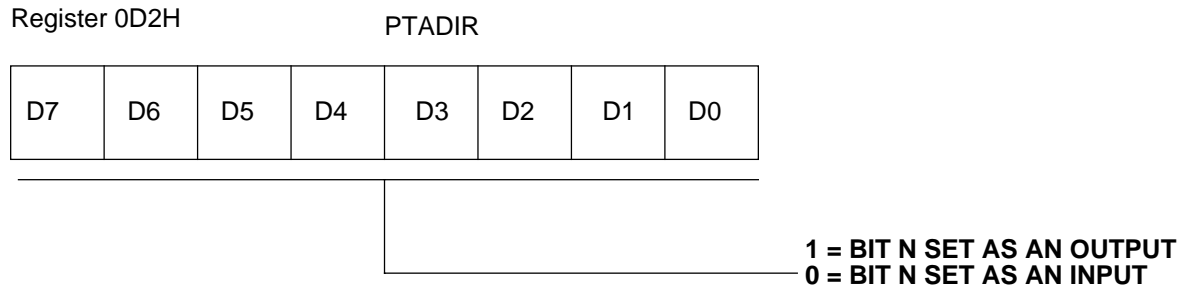 Register 0D2H PTADIR
D7 D6 D5 D4 D3 D2 D1 D0
1 = BIT N SET AS AN OUTPUT
0 = BIT N SET AS AN INPUT